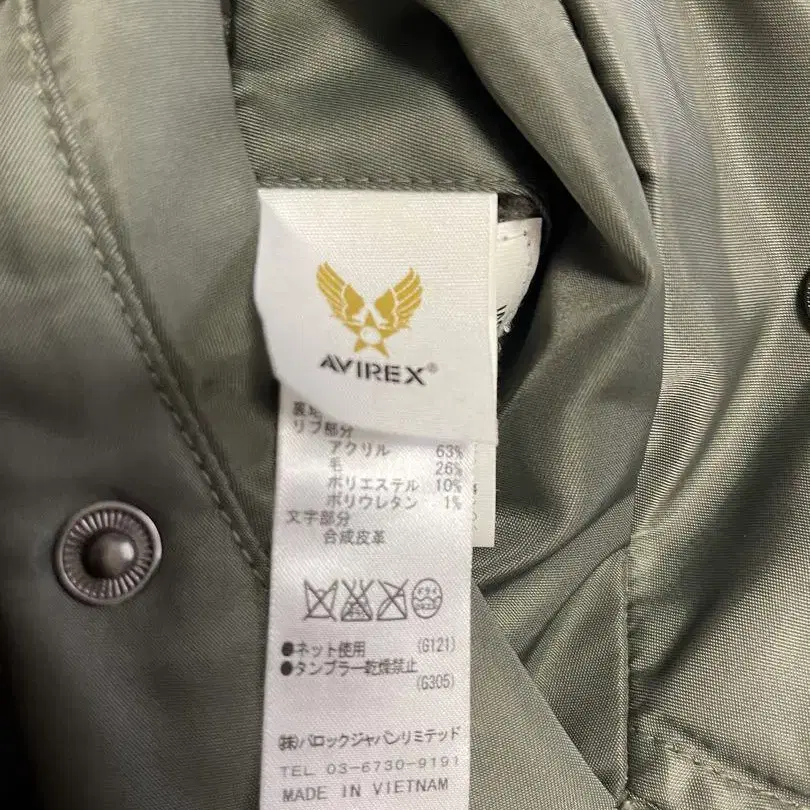 AVIREX®
リブ部分
アクリル 63%
毛 26%
ポリエステル 10%
ポリウレタン 1%
文字部分
合成皮革
●ネット使用 (G121)
●タンブラー乾燥禁止
(G305)
㈱バロックジャパンリミテッド
TEL 03-6730-9191
MADE IN VIETNAM